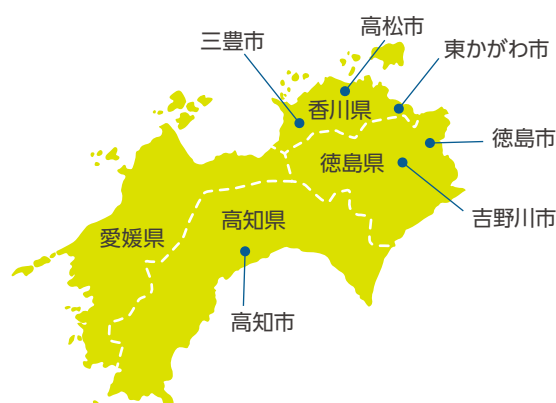 高松市
三豊市
東かがわ市
香川県
徳島市
徳島県
吉野川市
高知県
愛媛県
高知市